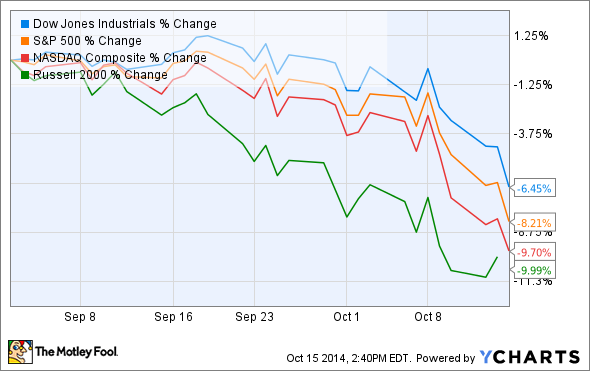 Dow Jones Industrials % Change
S&P 500 % Change
NASDAQ Composite % Change
Russell 2000 % Change
1.25%
-1.25%
-3.75%
-6.45%
-8.21%
-8.75%
-9.70%
-9.99%
-11.3%
Sep 8
Sep 16
Sep 23
Oct 1
Oct 8
The Motley Fool.
Oct 15 2014, 2:40PM EDT. Powered by YCHARTS